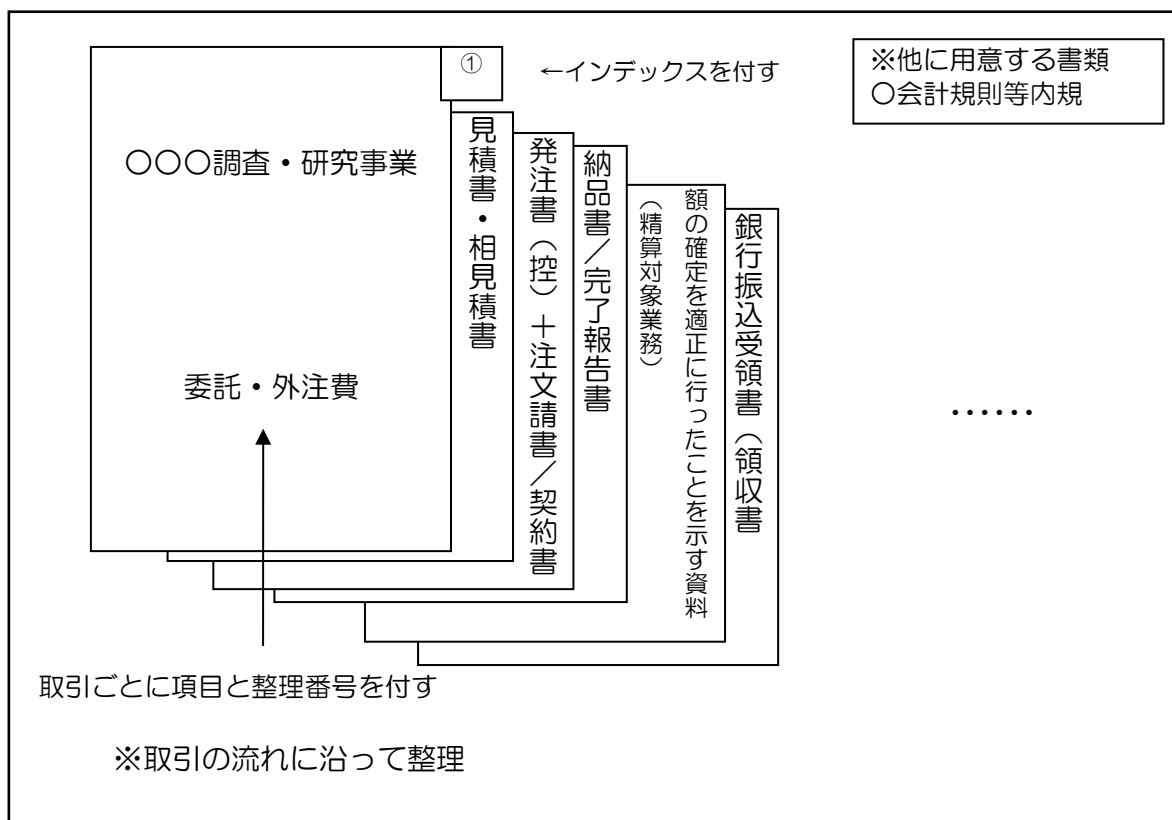 ①
←インデックスを付す
※他に用意する書類
〇会計規則等内規
〇〇〇調査・研究事業
委託・外注費
見積書・相見積書
発注書(控)+注文請書/契約書
納品書/完了報告書
額の確定を適正に行ったことを示す資料
(精算対象業務)
銀行振込受領書(領収書
……
取引ごとに項目と整理番号を付す
※取引の流れに沿って整理